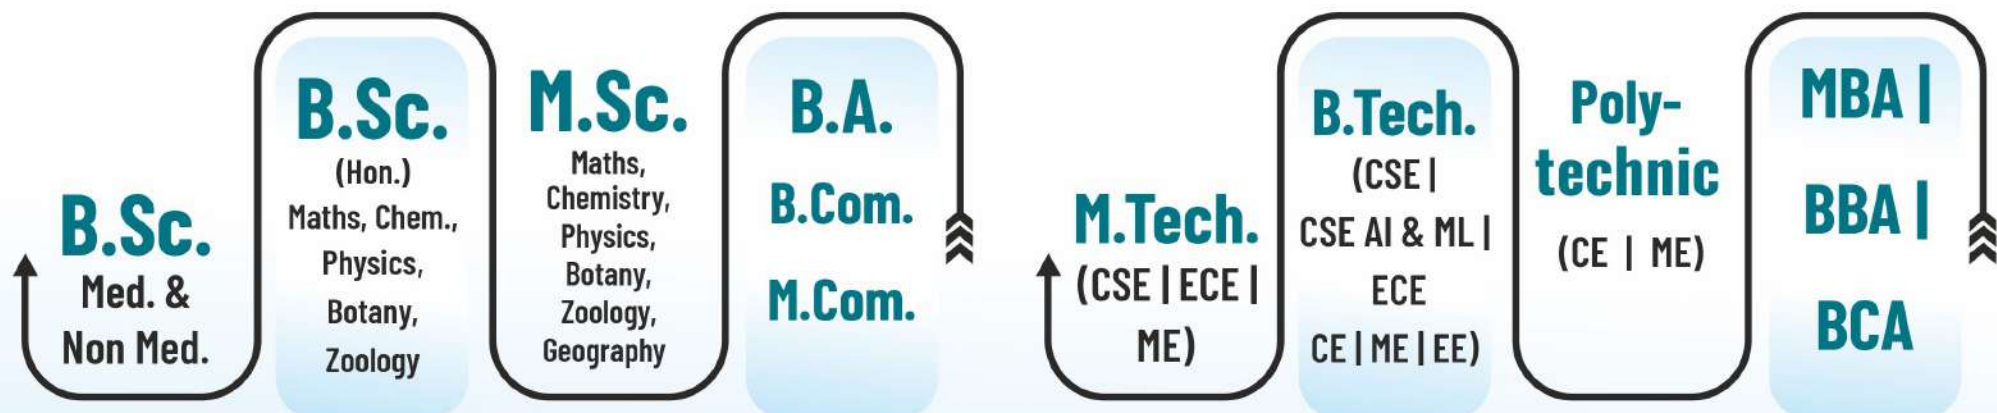 B.Sc.
Med. &
Non Med.
B.Sc.
(Hon.)
Maths, Chem.,
Physics,
Botany,
Zoology
M.Sc.
Maths,
Chemistry,
Physics,
Botany,
Zoology,
Geography
B.A.
B.Com.
M.Com.
M.Tech.
(CSE | ECE |
ME)
B.Tech.
(CSE |
CSE AI & ML |
ECE
CE | ME | EE)
Poly-
technic
(CE | ME)
MBA |
BBA |
BCA